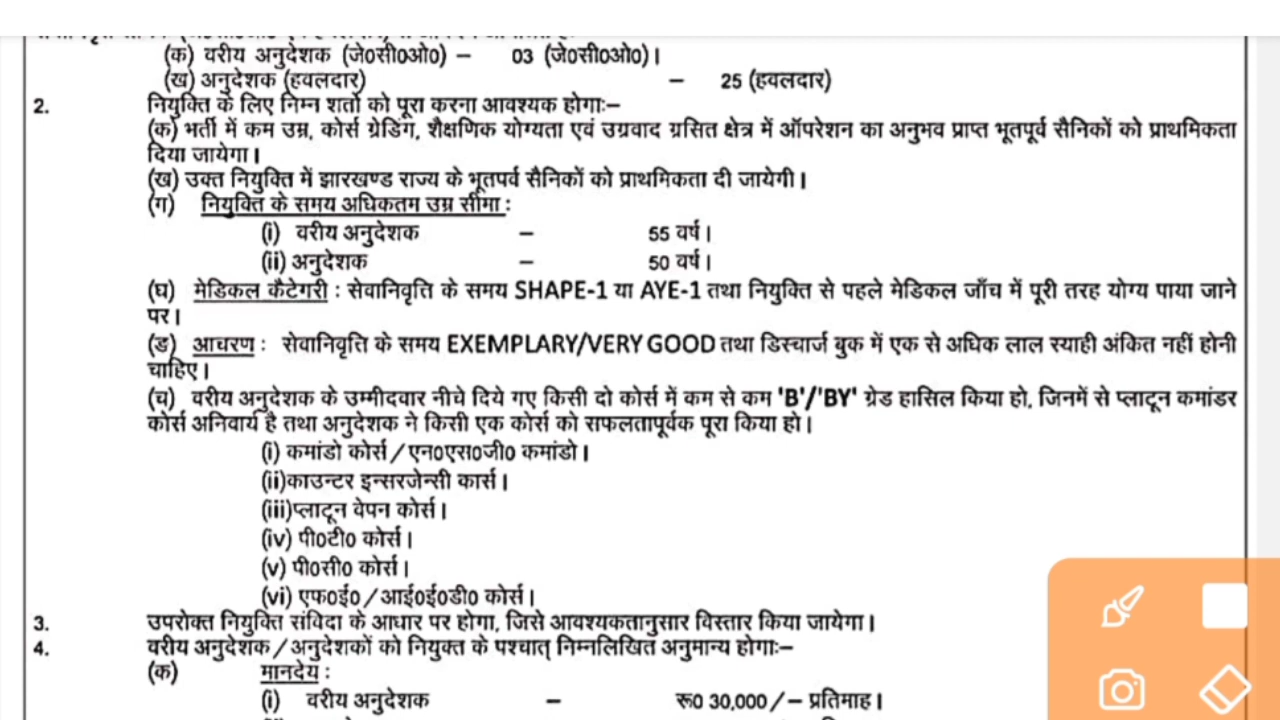 (क) वरीय अनुदेशक (जे0सी0ओ0) – 03 (जे0सी0ओ0)।
(ख) अनुदेशक (हवलदार) – 25 (हवलदार)
2. नियुक्ति के लिए निम्न शर्तो को पूरा करना आवश्यक होगाः–
(क) भर्ती में कम उम्र, कोर्स ग्रेडिंग, शैक्षणिक योग्यता एवं उग्रवाद ग्रसित क्षेत्र में ऑपरेशन का अनुभव प्राप्त भूतपूर्व सैनिकों को प्राथमिकता
दिया जायेगा।
(ख) उक्त नियुक्ति में झारखण्ड राज्य के भूतपर्व सैनिकों को प्राथमिकता दी जायेगी।
(ग) नियुक्ति के समय अधिकतम उम्र सीमा :
(i) वरीय अनुदेशक – 55 वर्ष।
(ii) अनुदेशक – 50 वर्ष।
(घ) मेडिकल कैटेगरी : सेवानिवृत्ति के समय SHAPE-1 या AYE-1 तथा नियुक्ति से पहले मेडिकल जाँच में पूरी तरह योग्य पाया जाने
पर।
(ङ) आचरण : सेवानिवृत्ति के समय EXEMPLARY/VERY GOOD तथा डिस्चार्ज बुक में एक से अधिक लाल स्याही अंकित नहीं होनी
चाहिए।
(च) वरीय अनुदेशक के उम्मीदवार नीचे दिये गए किसी दो कोर्स में कम से कम 'B'/'BY' ग्रेड हासिल किया हो, जिनमें से प्लाटून कमांडर
कोर्स अनिवार्य है तथा अनुदेशक ने किसी एक कोर्स को सफलतापूर्वक पूरा किया हो।
(i) कमांडो कोर्स/एन0एस0जी0 कमांडो।
(ii)काउन्टर इन्सरजेन्सी कार्स।
(iii)प्लाटून वेपन कोर्स।
(iv) पी0टी0 कोर्स।
(v) पी0सी0 कोर्स।
(vi) एफ0ई0/आई0ई0डी0 कोर्स।
3. उपरोक्त नियुक्ति संविदा के आधार पर होगा, जिसे आवश्यकतानुसार विस्तार किया जायेगा।
4. वरीय अनुदेशक/अनुदेशकों को नियुक्त के पश्चात् निम्नलिखित अनुमान्य होगाः–
(क) मानदेय :
(i) वरीय अनुदेशक – रू0 30,000/– प्रतिमाह।